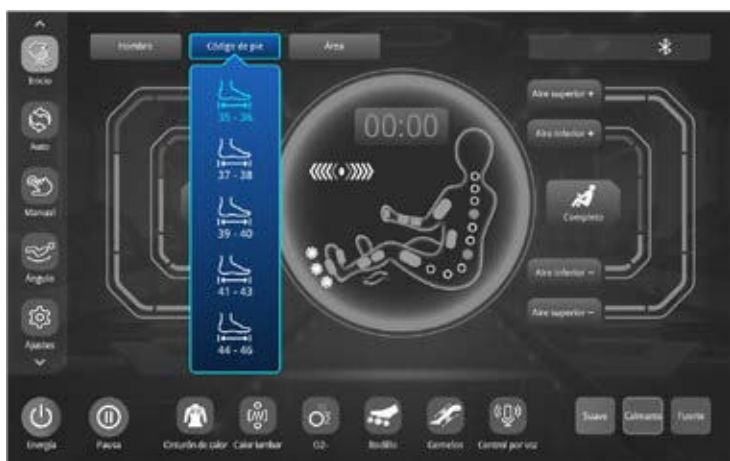 Hombro
Código de pie
Área
Inicio
Auto
Manual
Ángulo
Ajustes
35 - 36
37 - 38
39 - 40
41 - 43
44 - 46
00:00
Aire superior +
Aire inferior +
Completo
Aire inferior −
Aire superior −
Energía
Pausa
Cinturón de calor
Calor lumbar
O2-
Rodillo
Gemelos
Control por voz
Suave
Calmante
Fuerte